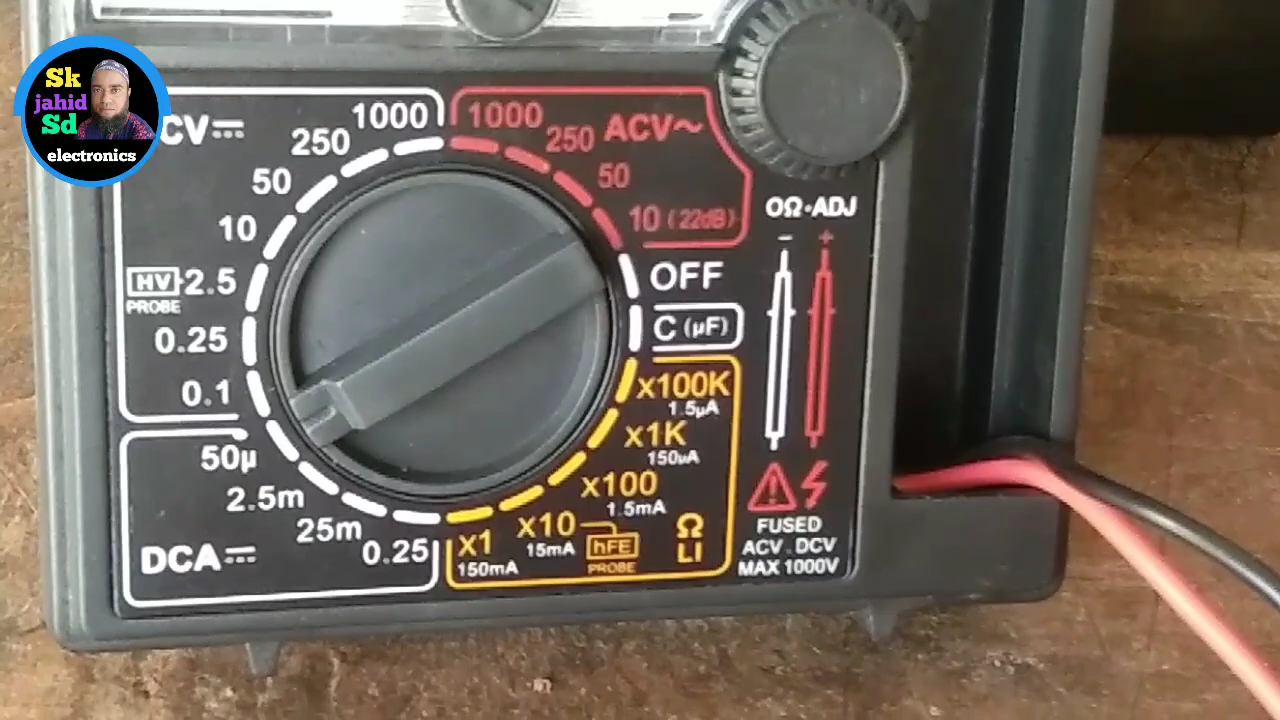 Sk
jahid
Sd
electronics
CV
1000
250
50
10
HV 2.5
PROBE
0.25
0.1
1000
250
ACV~
50
10 (22dB)
OFF
C (µF)
x100K
1.5µA
x1K
150µA
x100
1.5mA
x10
15mA
hFE
PROBE
x1
150mA
Ω
LI
50µ
2.5m
25m
0.25
DCA
0Ω·ADJ
− +
FUSED
ACV . DCV
MAX 1000V